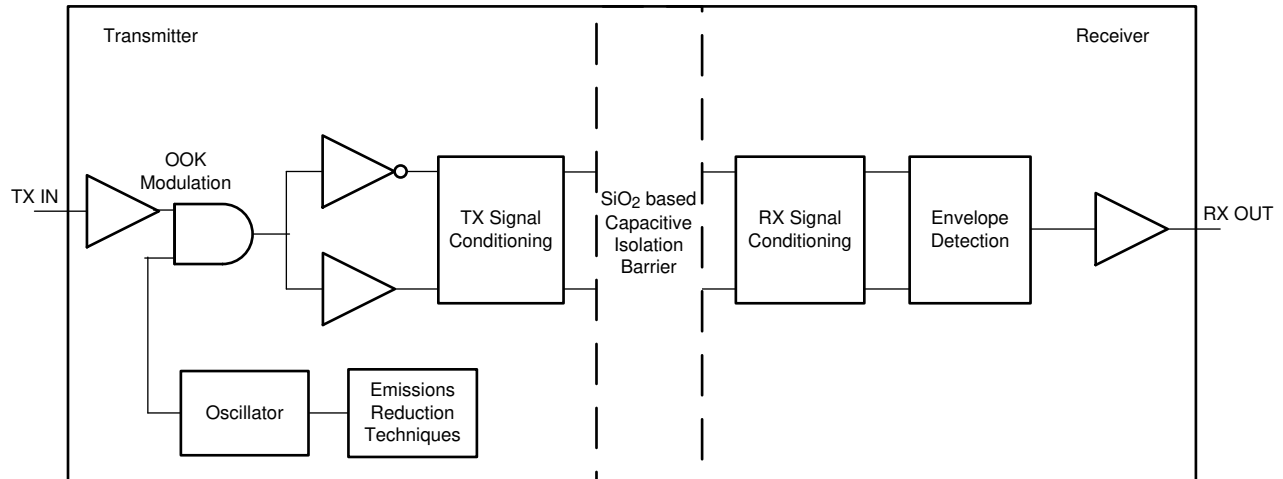 Transmitter
Receiver
OOK
Modulation
TX IN
TX Signal
Conditioning
SiO2 based
Capacitive
Isolation
Barrier
RX Signal
Conditioning
Envelope
Detection
RX OUT
Oscillator
Emissions
Reduction
Techniques